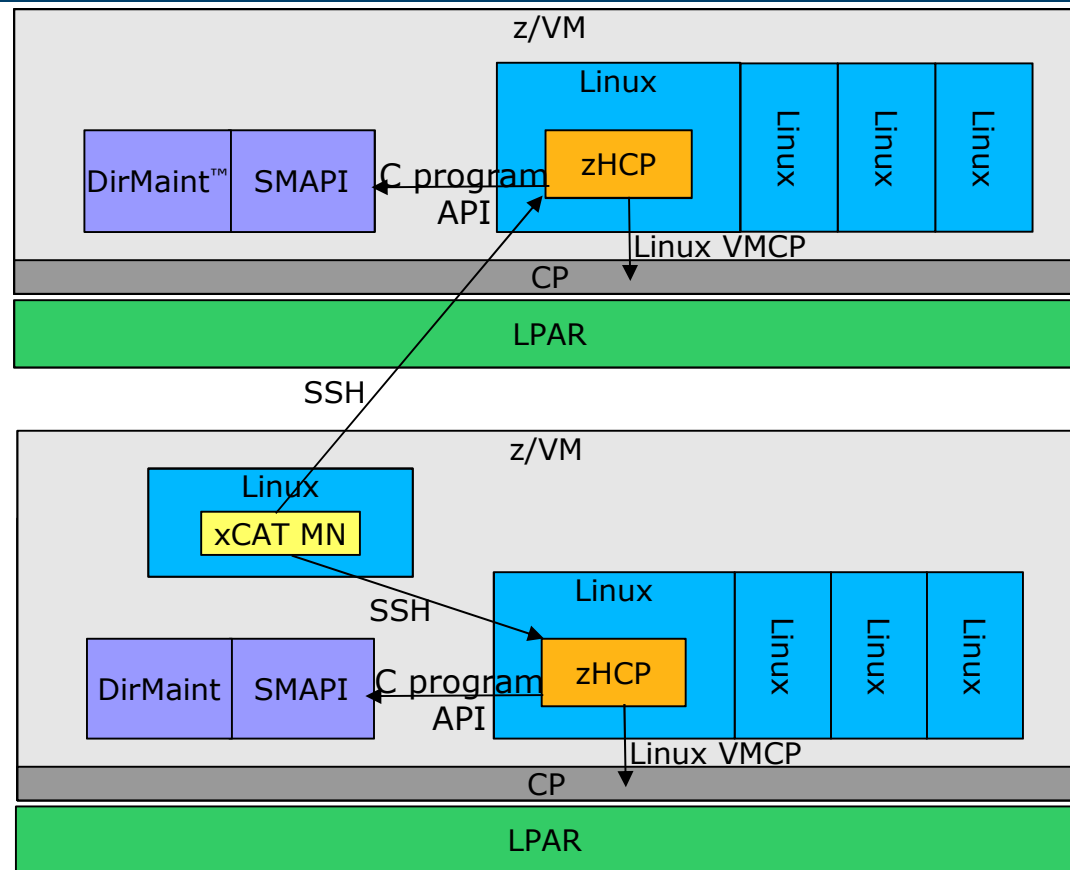 z/VM
Linux
DirMaint™
SMAPI
C program
API
zHCP
Linux
Linux
Linux
Linux VMCP
CP
LPAR
SSH
z/VM
Linux
xCAT MN
SSH
Linux
DirMaint
SMAPI
C program
API
zHCP
Linux
Linux
Linux
Linux VMCP
CP
LPAR